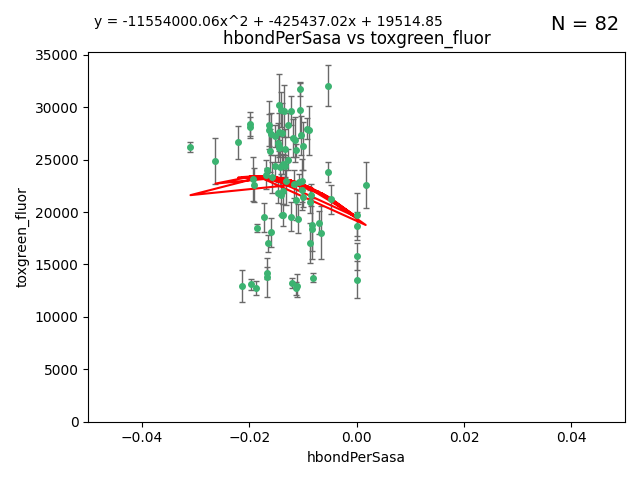 y = -11554000.06x^2 + -425437.02x + 19514.85
N = 82
hbondPerSasa vs toxgreen_fluor
35000
30000
25000
20000
15000
10000
5000
0
toxgreen_fluor
−0.04
−0.02
0.00
0.02
0.04
hbondPerSasa